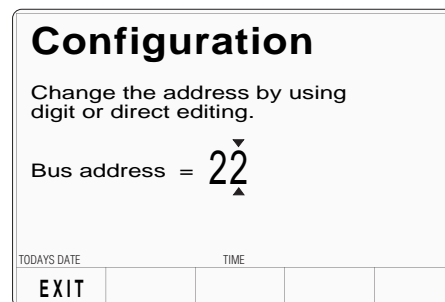 Configuration
Change the address by using
digit or direct editing.
Bus address = 22
TODAYS DATE TIME
EXIT